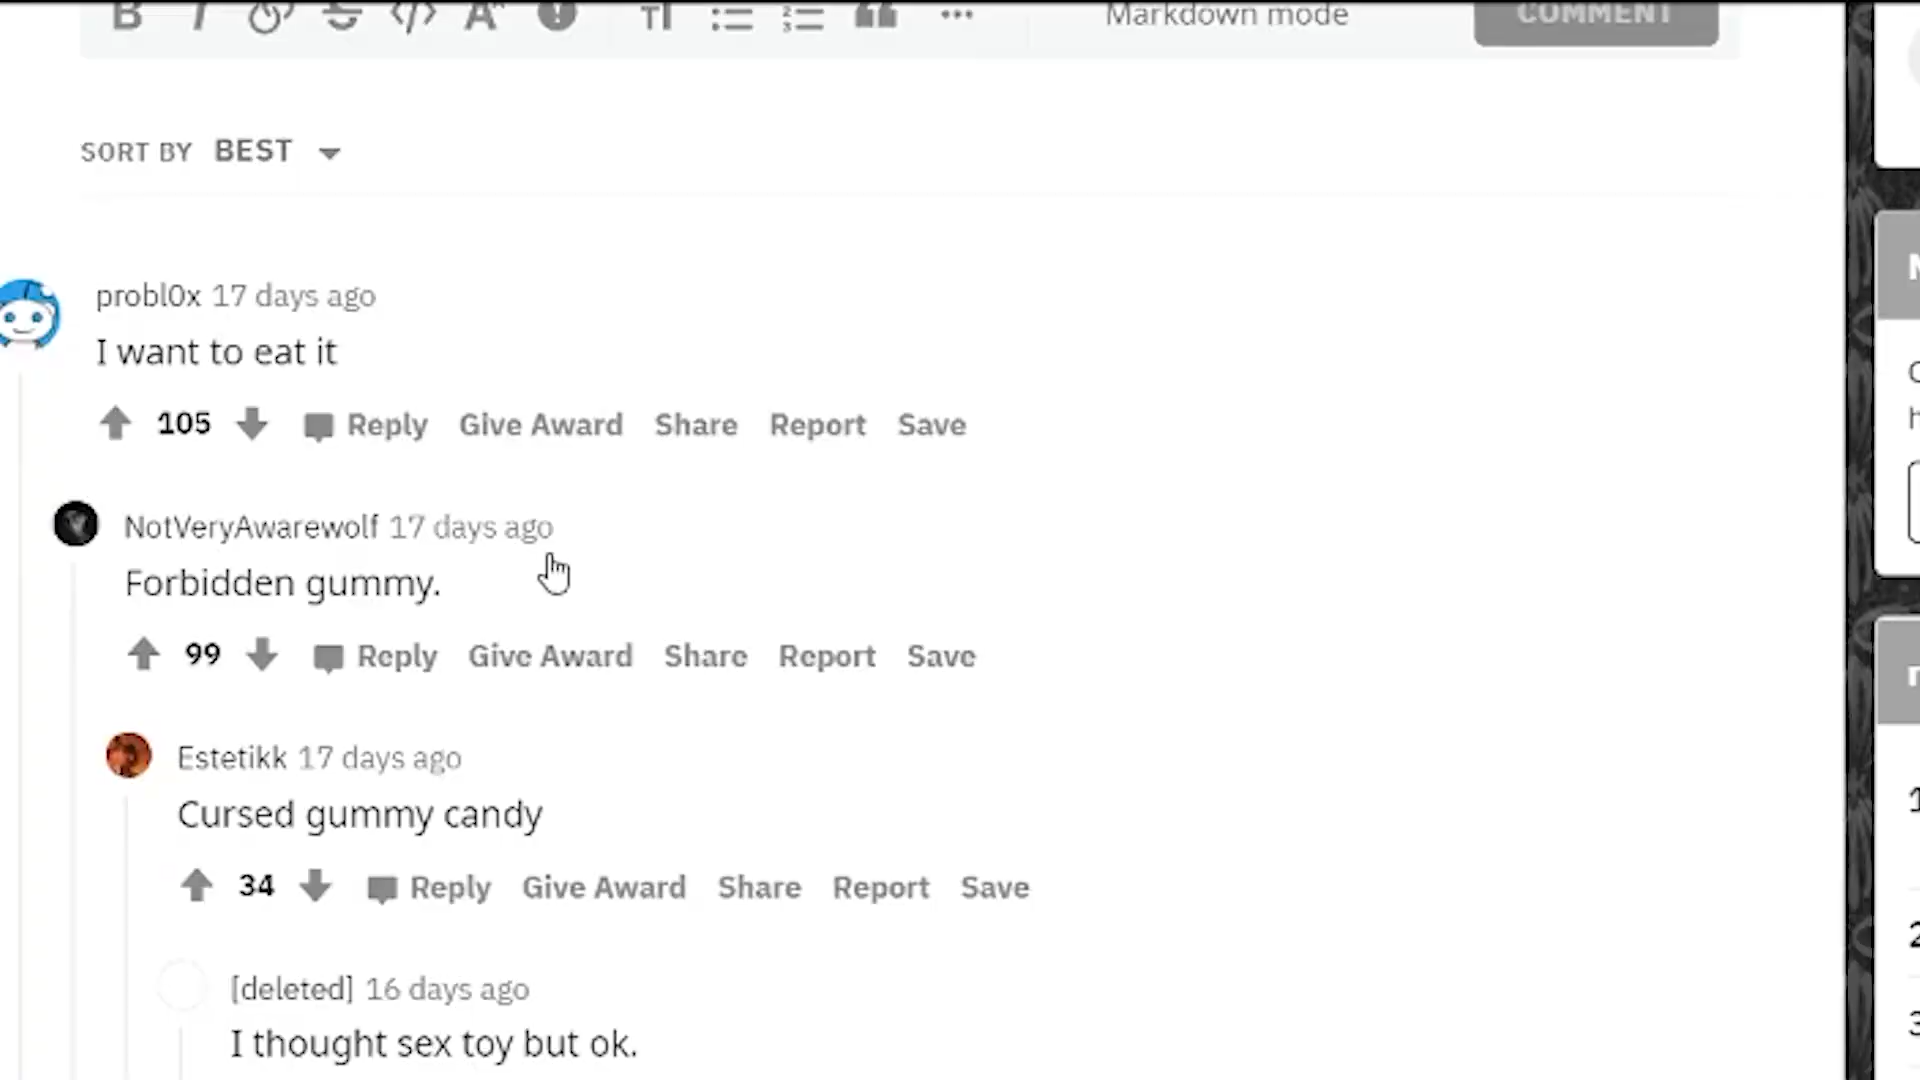 B I </> A TI ...
Markdown mode
COMMENT
SORT BY BEST
probl0x 17 days ago
I want to eat it
105 Reply Give Award Share Report Save
NotVeryAwarewolf 17 days ago
Forbidden gummy.
99 Reply Give Award Share Report Save
Estetikk 17 days ago
Cursed gummy candy
34 Reply Give Award Share Report Save
[deleted] 16 days ago
I thought sex toy but ok.
2